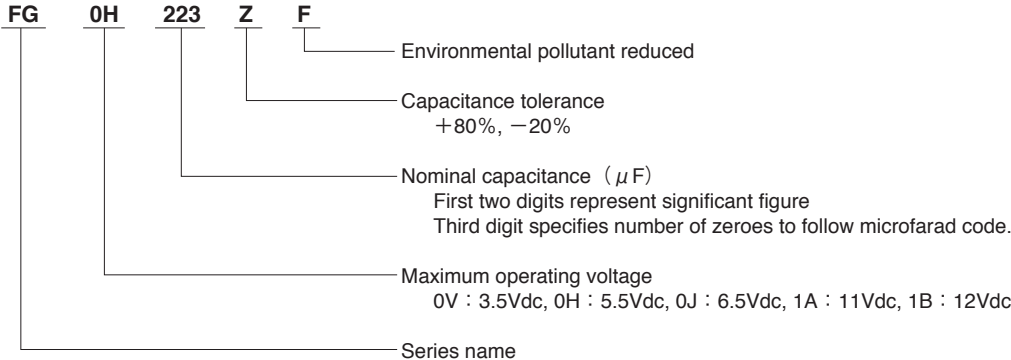 FG 0H 223 Z F
Environmental pollutant reduced
Capacitance tolerance
+80%, −20%
Nominal capacitance（μF）
First two digits represent significant figure
Third digit specifies number of zeroes to follow microfarad code.
Maximum operating voltage
0V：3.5Vdc, 0H：5.5Vdc, 0J：6.5Vdc, 1A：11Vdc, 1B：12Vdc
Series name